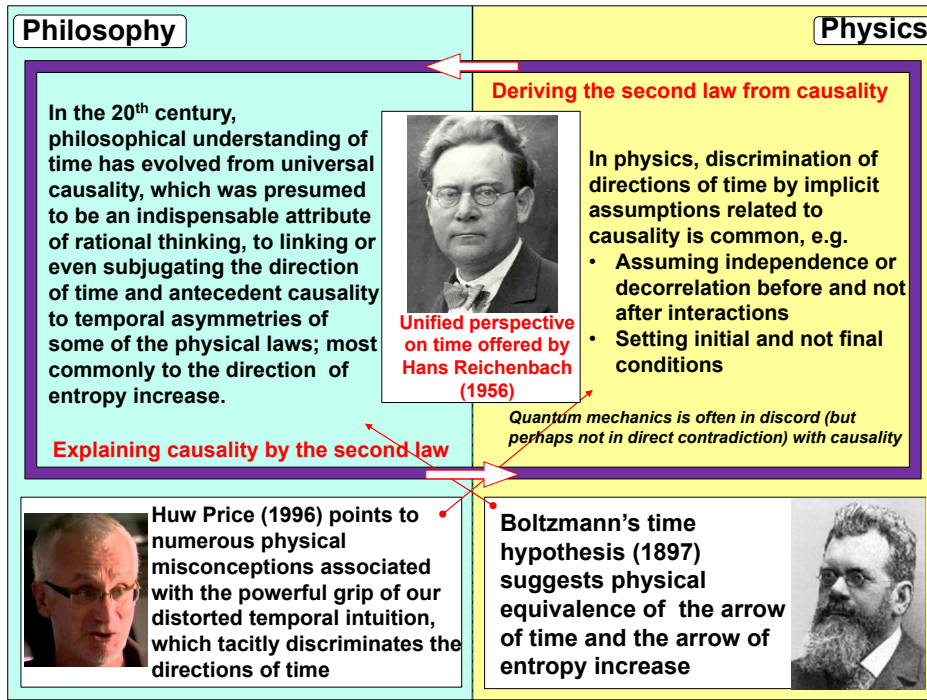 Philosophy
Physics
Deriving the second law from causality
In the 20th century,
philosophical understanding of
time has evolved from universal
causality, which was presumed
to be an indispensable attribute
of rational thinking, to linking or
even subjugating the direction
of time and antecedent causality
to temporal asymmetries of
some of the physical laws; most
commonly to the direction of
entropy increase.
Explaining causality by the second law
Unified perspective
on time offered by
Hans Reichenbach
(1956)
In physics, discrimination of
directions of time by implicit
assumptions related to
causality is common, e.g.
• Assuming independence or
decorrelation before and not
after interactions
• Setting initial and not final
conditions
Quantum mechanics is often in discord (but
perhaps not in direct contradiction) with causality
Huw Price (1996) points to
numerous physical
misconceptions associated
with the powerful grip of our
distorted temporal intuition,
which tacitly discriminates the
directions of time
Boltzmann's time
hypothesis (1897)
suggests physical
equivalence of the arrow
of time and the arrow of
entropy increase